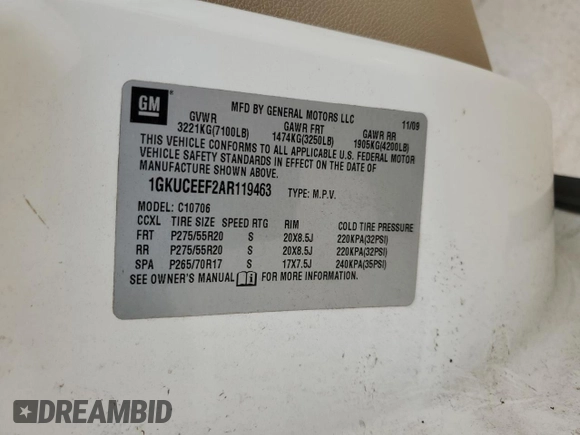 GM
MFD BY GENERAL MOTORS LLC 11/09
GVWR GAWR FRT GAWR RR
3221KG(7100LB) 1474KG(3250LB) 1905KG(4200LB)
THIS VEHICLE CONFORMS TO ALL APPLICABLE U.S. FEDERAL MOTOR
VEHICLE SAFETY STANDARDS IN EFFECT ON THE DATE OF
MANUFACTURE SHOWN ABOVE.
1GKUCEEF2AR119463 TYPE: M.P.V.
MODEL: C10706
CCXL TIRE SIZE SPEED RTG RIM COLD TIRE PRESSURE
FRT P275/55R20 S 20X8.5J 220KPA(32PSI)
RR P275/55R20 S 20X8.5J 220KPA(32PSI)
SPA P265/70R17 S 17X7.5J 240KPA(35PSI)
SEE OWNER'S MANUAL FOR MORE INFORMATION.
DREAMBID